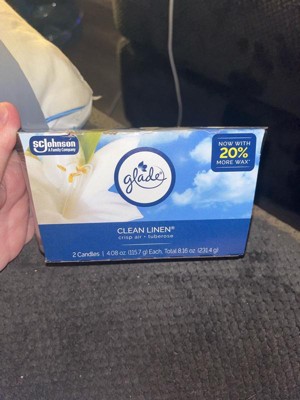 SC Johnson
A Family Company
NOW WITH
20%
MORE WAX*
glade
CLEAN LINEN®
crisp air • tuberose
2 Candles | 4.08 oz (115.7 g) Each, Total 8.16 oz (231.4 g)